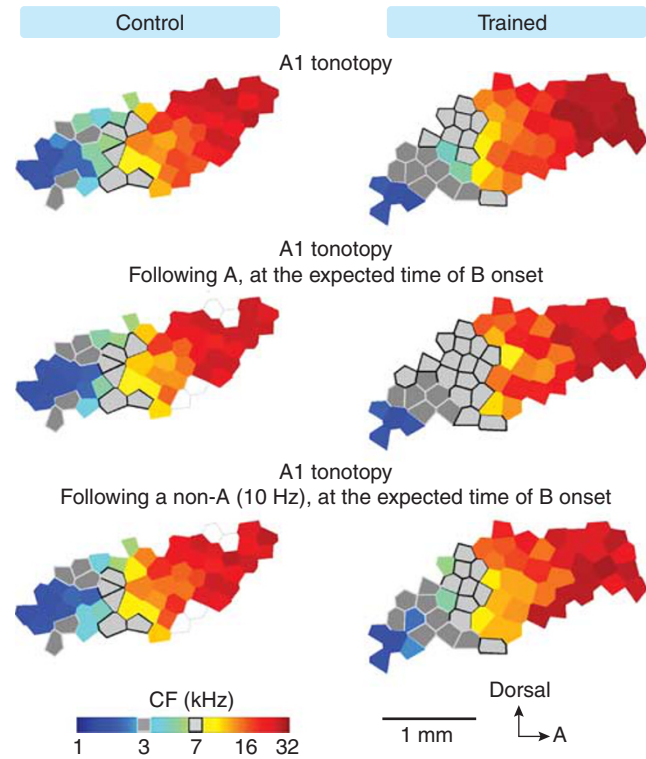 Control
Trained
A1 tonotopy
A1 tonotopy
Following A, at the expected time of B onset
A1 tonotopy
Following a non-A (10 Hz), at the expected time of B onset
CF (kHz)
1 3 7 16 32
1 mm
Dorsal
A